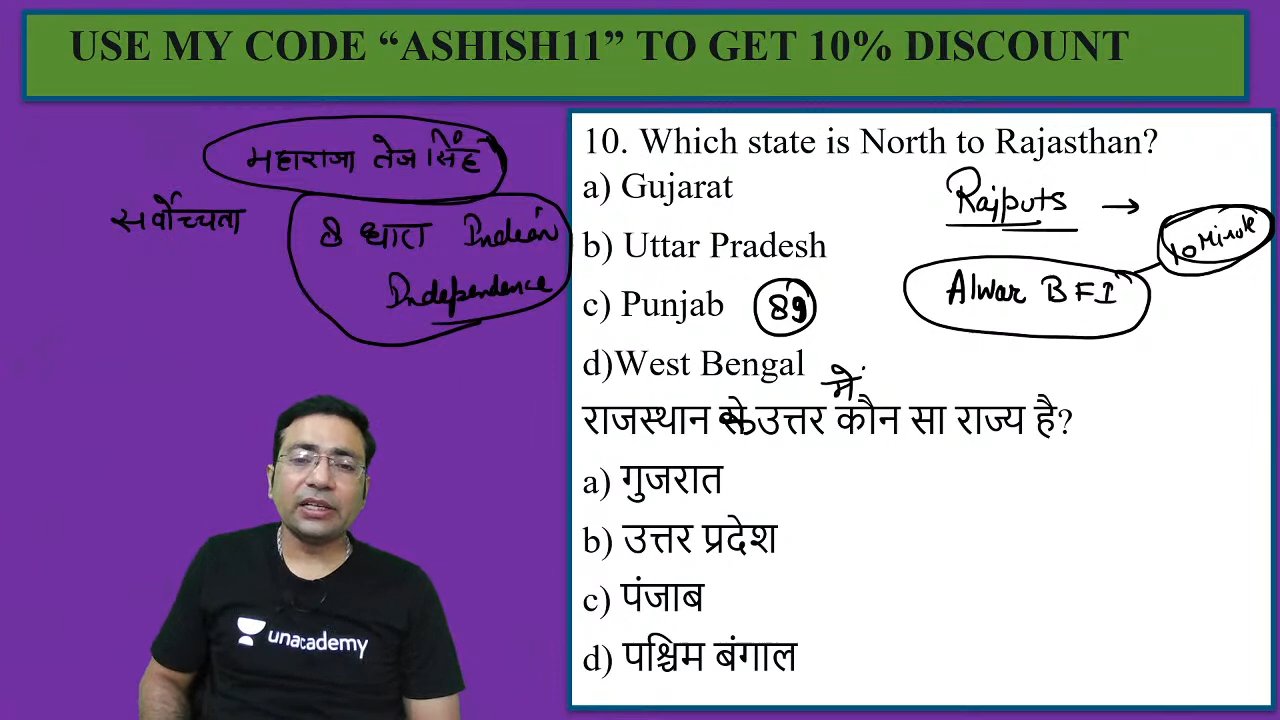 USE MY CODE “ASHISH11” TO GET 10% DISCOUNT
महाराजा तेज सिंह
सर्वोच्चता
8 धारा Indian
Independence
10. Which state is North to Rajasthan?
a) Gujarat
Rajputs →
b) Uttar Pradesh
10 Minute
c) Punjab 89
Alwar BFI
d)West Bengal
में
राजस्थान से उत्तर कौन सा राज्य है?
a) गुजरात
b) उत्तर प्रदेश
c) पंजाब
d) पश्चिम बंगाल
unacademy